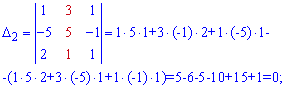 Δ₂ = | 1 3 1 |
| -5 5 -1 | = 1·5·1+3·(-1)·2+1·(-5)·1-
| 2 1 1 |
-(1·5·2+3·(-5)·1+1·(-1)·1)=5-6-5-10+15+1=0;